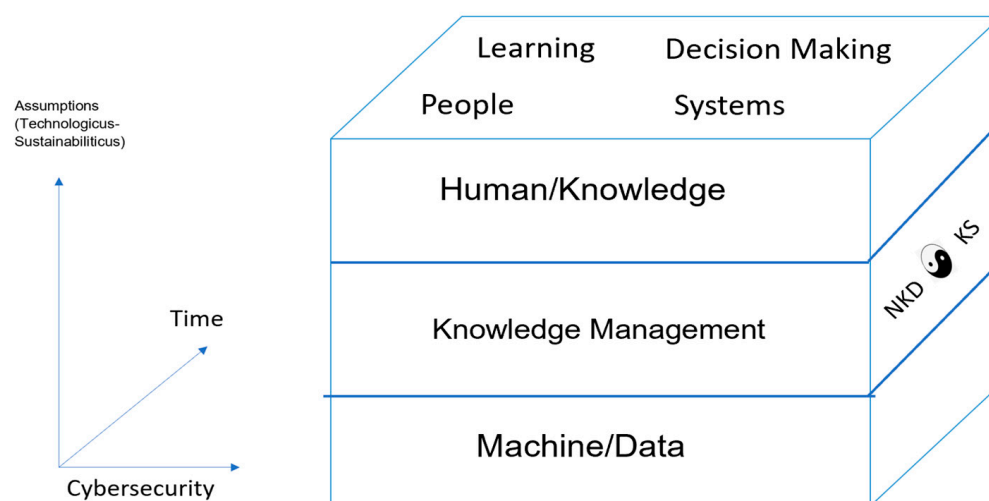 Assumptions
(Technologicus-
Sustainabiliticus)
Time
Cybersecurity
Learning
Decision Making
People
Systems
Human/Knowledge
Knowledge Management
Machine/Data
NKD
KS